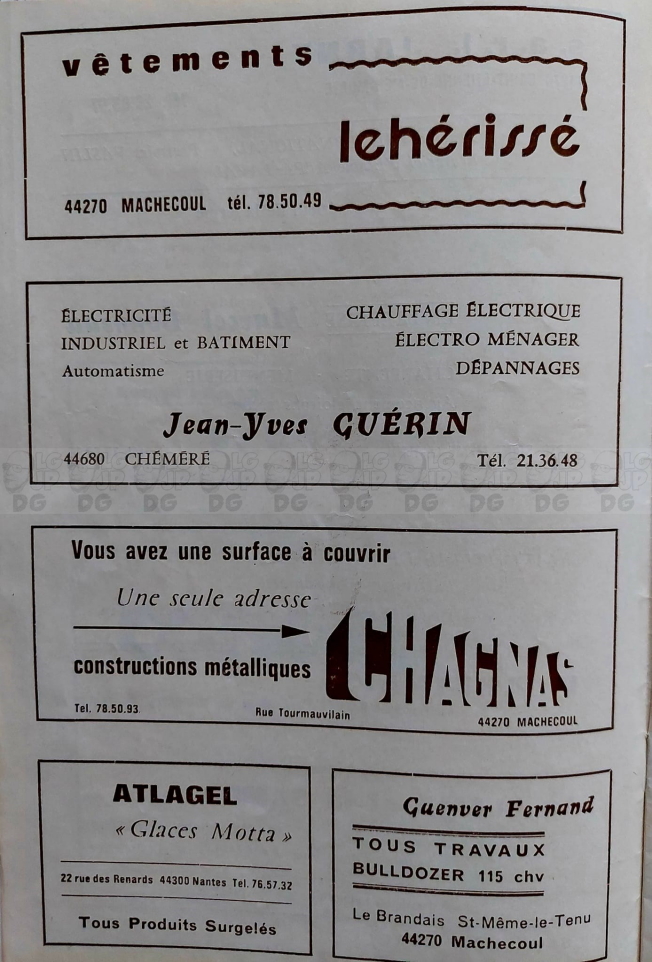 vêtements
lehérissé
44270 MACHECOUL tél. 78.50.49
ÉLECTRICITÉ
INDUSTRIEL et BATIMENT
Automatisme
CHAUFFAGE ÉLECTRIQUE
ÉLECTRO MÉNAGER
DÉPANNAGES
Jean-Yves GUÉRIN
44680 CHÉMÉRÉ Tél. 21.36.48
Vous avez une surface à couvrir
Une seule adresse
constructions métalliques
CHAGNAS
Tel. 78.50.93. Rue Tourmauvilain 44270 MACHECOUL
ATLAGEL
« Glaces Motta »
22 rue des Renards 44300 Nantes Tel. 76.57.32
Tous Produits Surgelés
Guenver Fernand
TOUS TRAVAUX
BULLDOZER 115 chv
Le Brandais St-Même-le-Tenu
44270 Machecoul